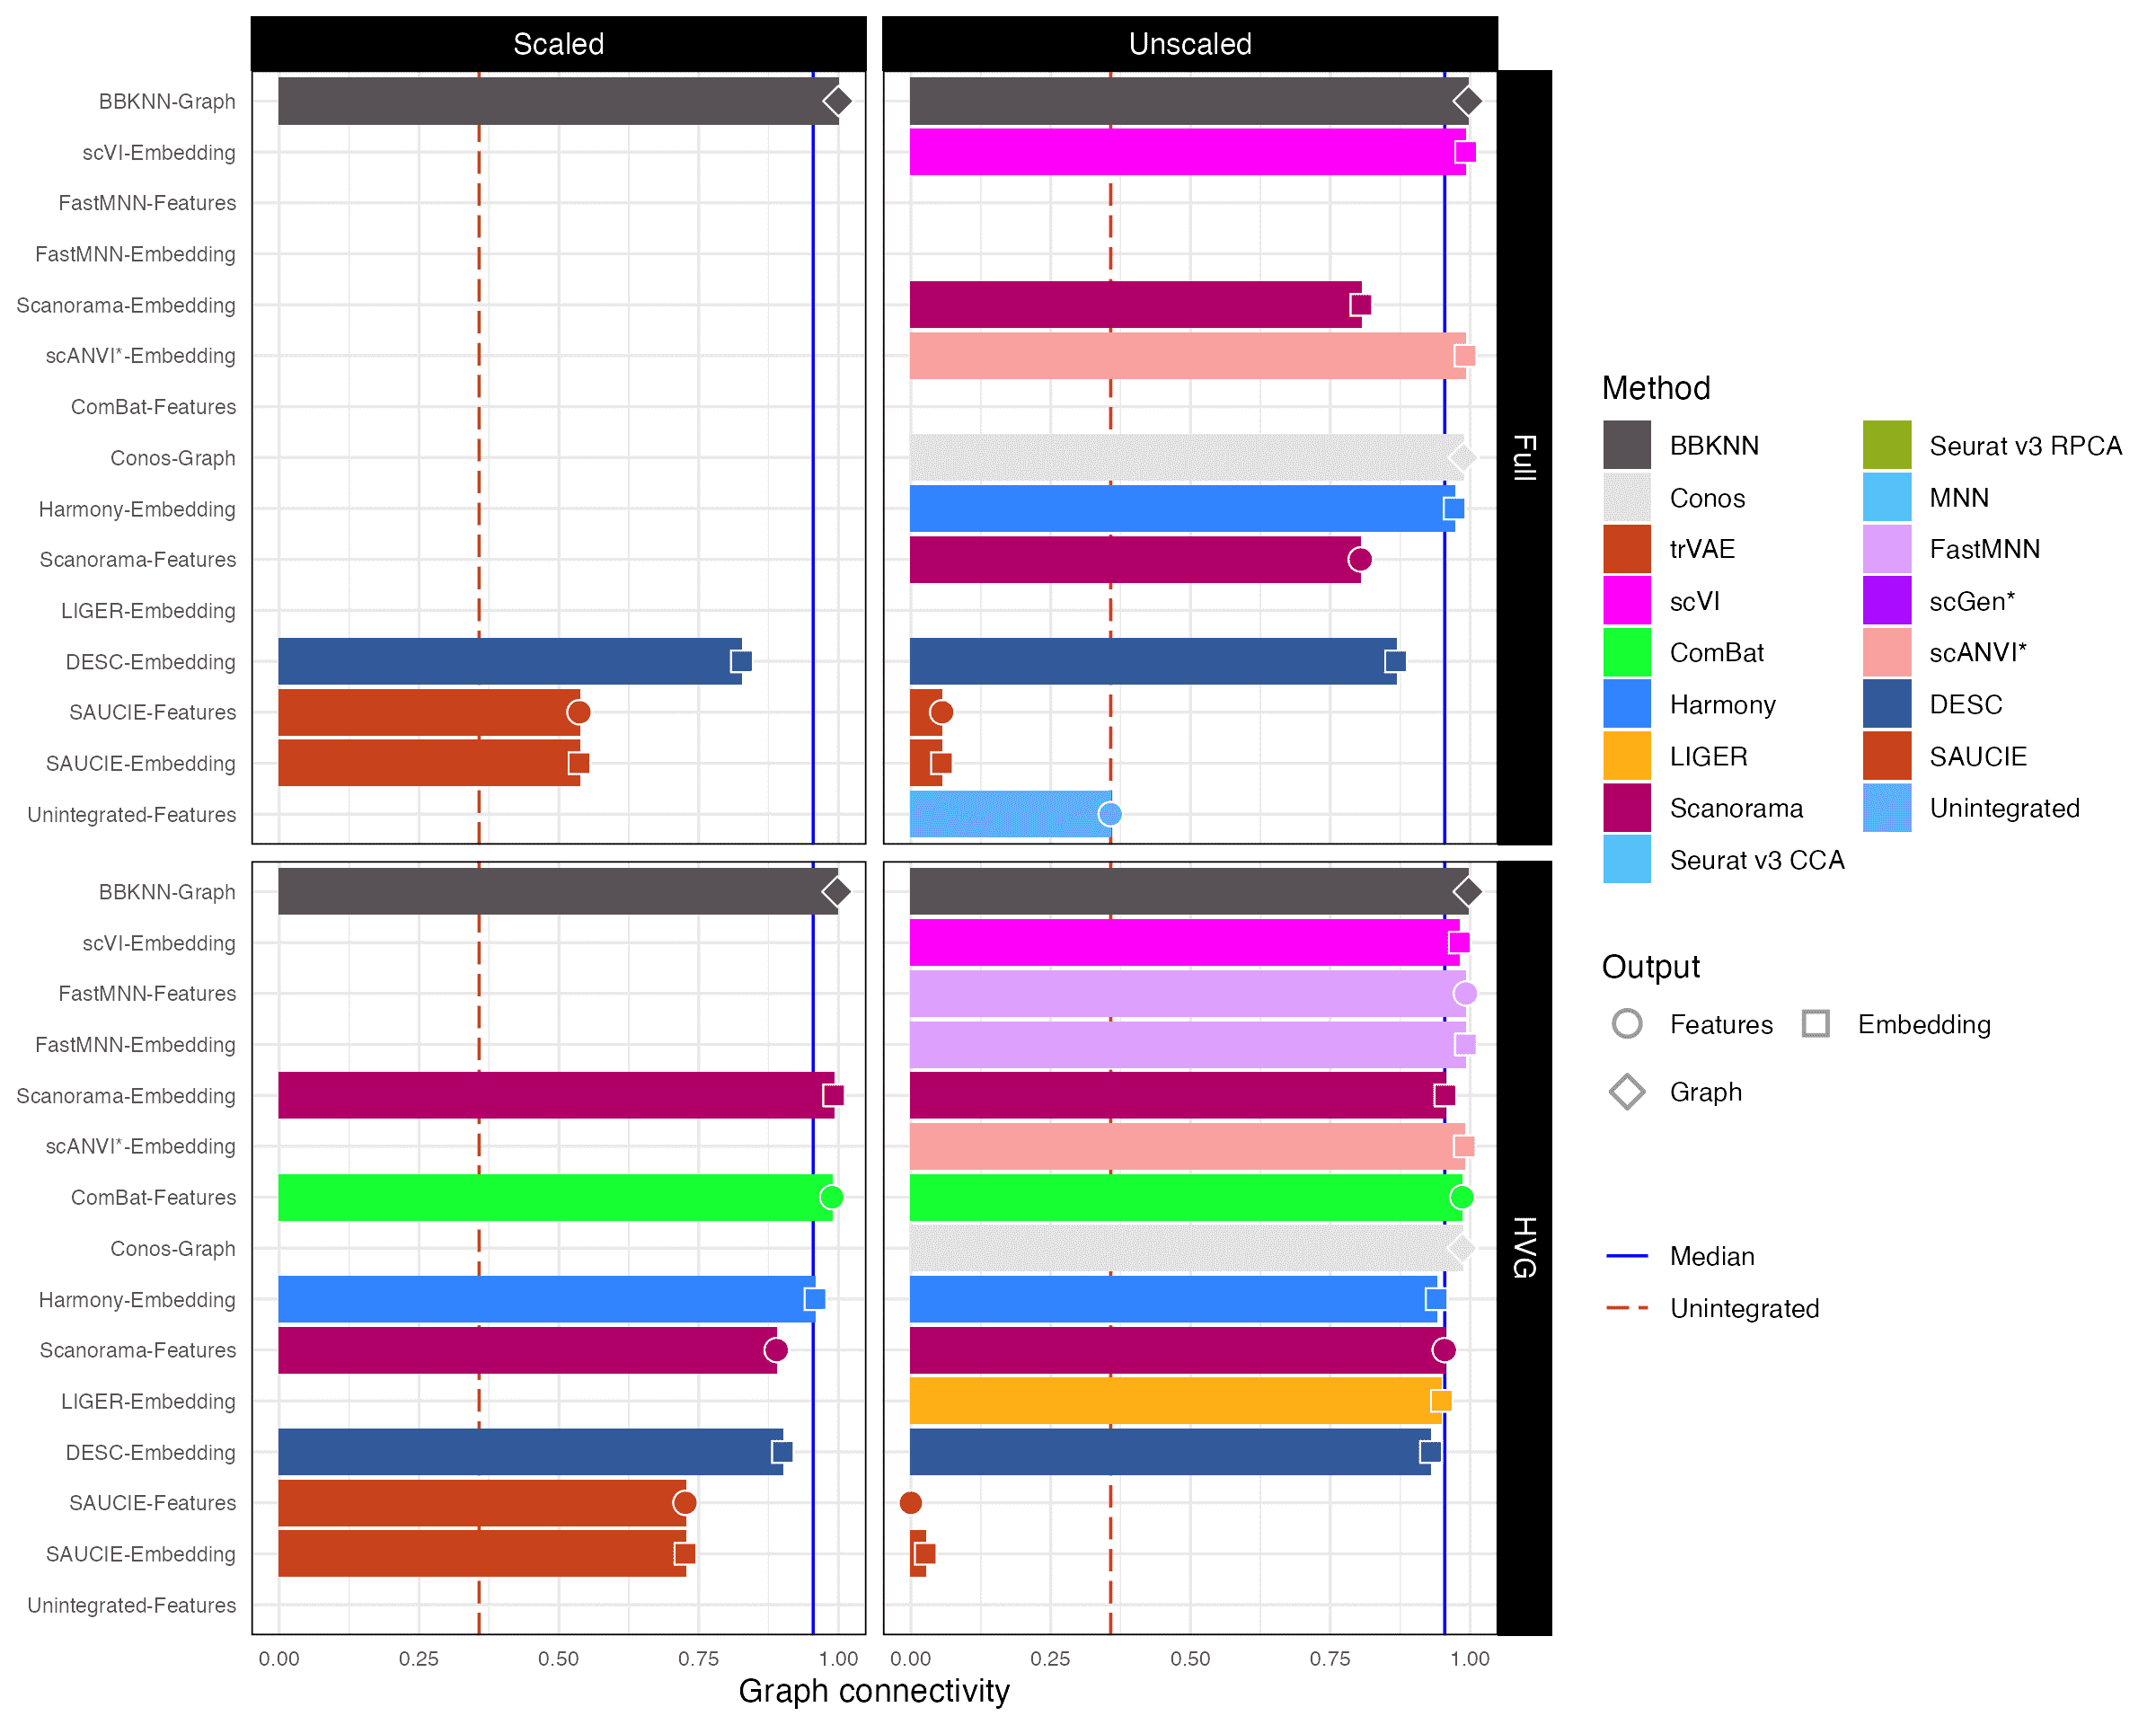 Scaled
Unscaled
BBKNN-Graph
scVI-Embedding
FastMNN-Features
FastMNN-Embedding
Scanorama-Embedding
scANVI*-Embedding
ComBat-Features
Conos-Graph
Harmony-Embedding
Scanorama-Features
LIGER-Embedding
DESC-Embedding
SAUCIE-Features
SAUCIE-Embedding
Unintegrated-Features
Full
BBKNN-Graph
scVI-Embedding
FastMNN-Features
FastMNN-Embedding
Scanorama-Embedding
scANVI*-Embedding
ComBat-Features
Conos-Graph
Harmony-Embedding
Scanorama-Features
LIGER-Embedding
DESC-Embedding
SAUCIE-Features
SAUCIE-Embedding
Unintegrated-Features
HVG
0.00 0.25 0.50 0.75 1.00
0.00 0.25 0.50 0.75 1.00
Graph connectivity
Method
BBKNN
Conos
trVAE
scVI
ComBat
Harmony
LIGER
Scanorama
Seurat v3 CCA
Seurat v3 RPCA
MNN
FastMNN
scGen*
scANVI*
DESC
SAUCIE
Unintegrated
Output
Features
Embedding
Graph
Median
Unintegrated